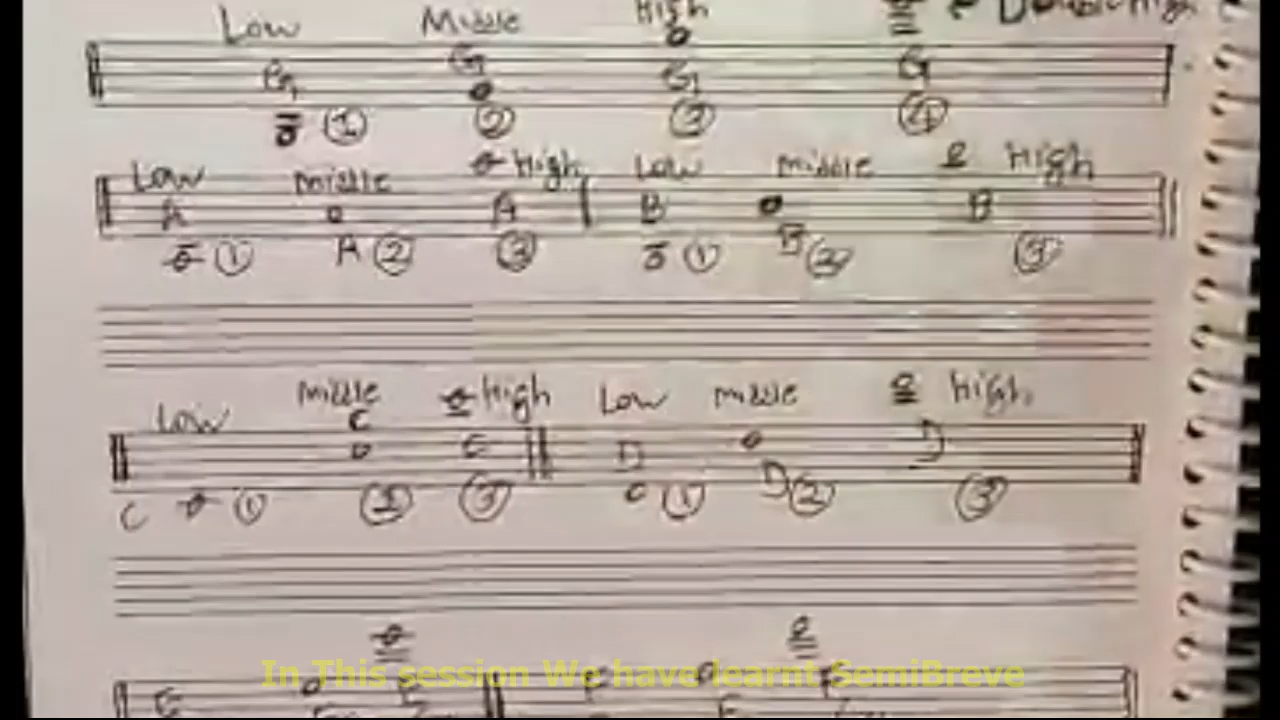 Low Middle High Double High
G G G G
① ② ③ ④
Low Middle High Low Middle High
A A B B
① A ② ③ ① B ② ③
Middle High Low Middle High
Low C
C D D
C ① ② ③ ① D ② ③
In This session We have learnt SemiBreve
E E F F